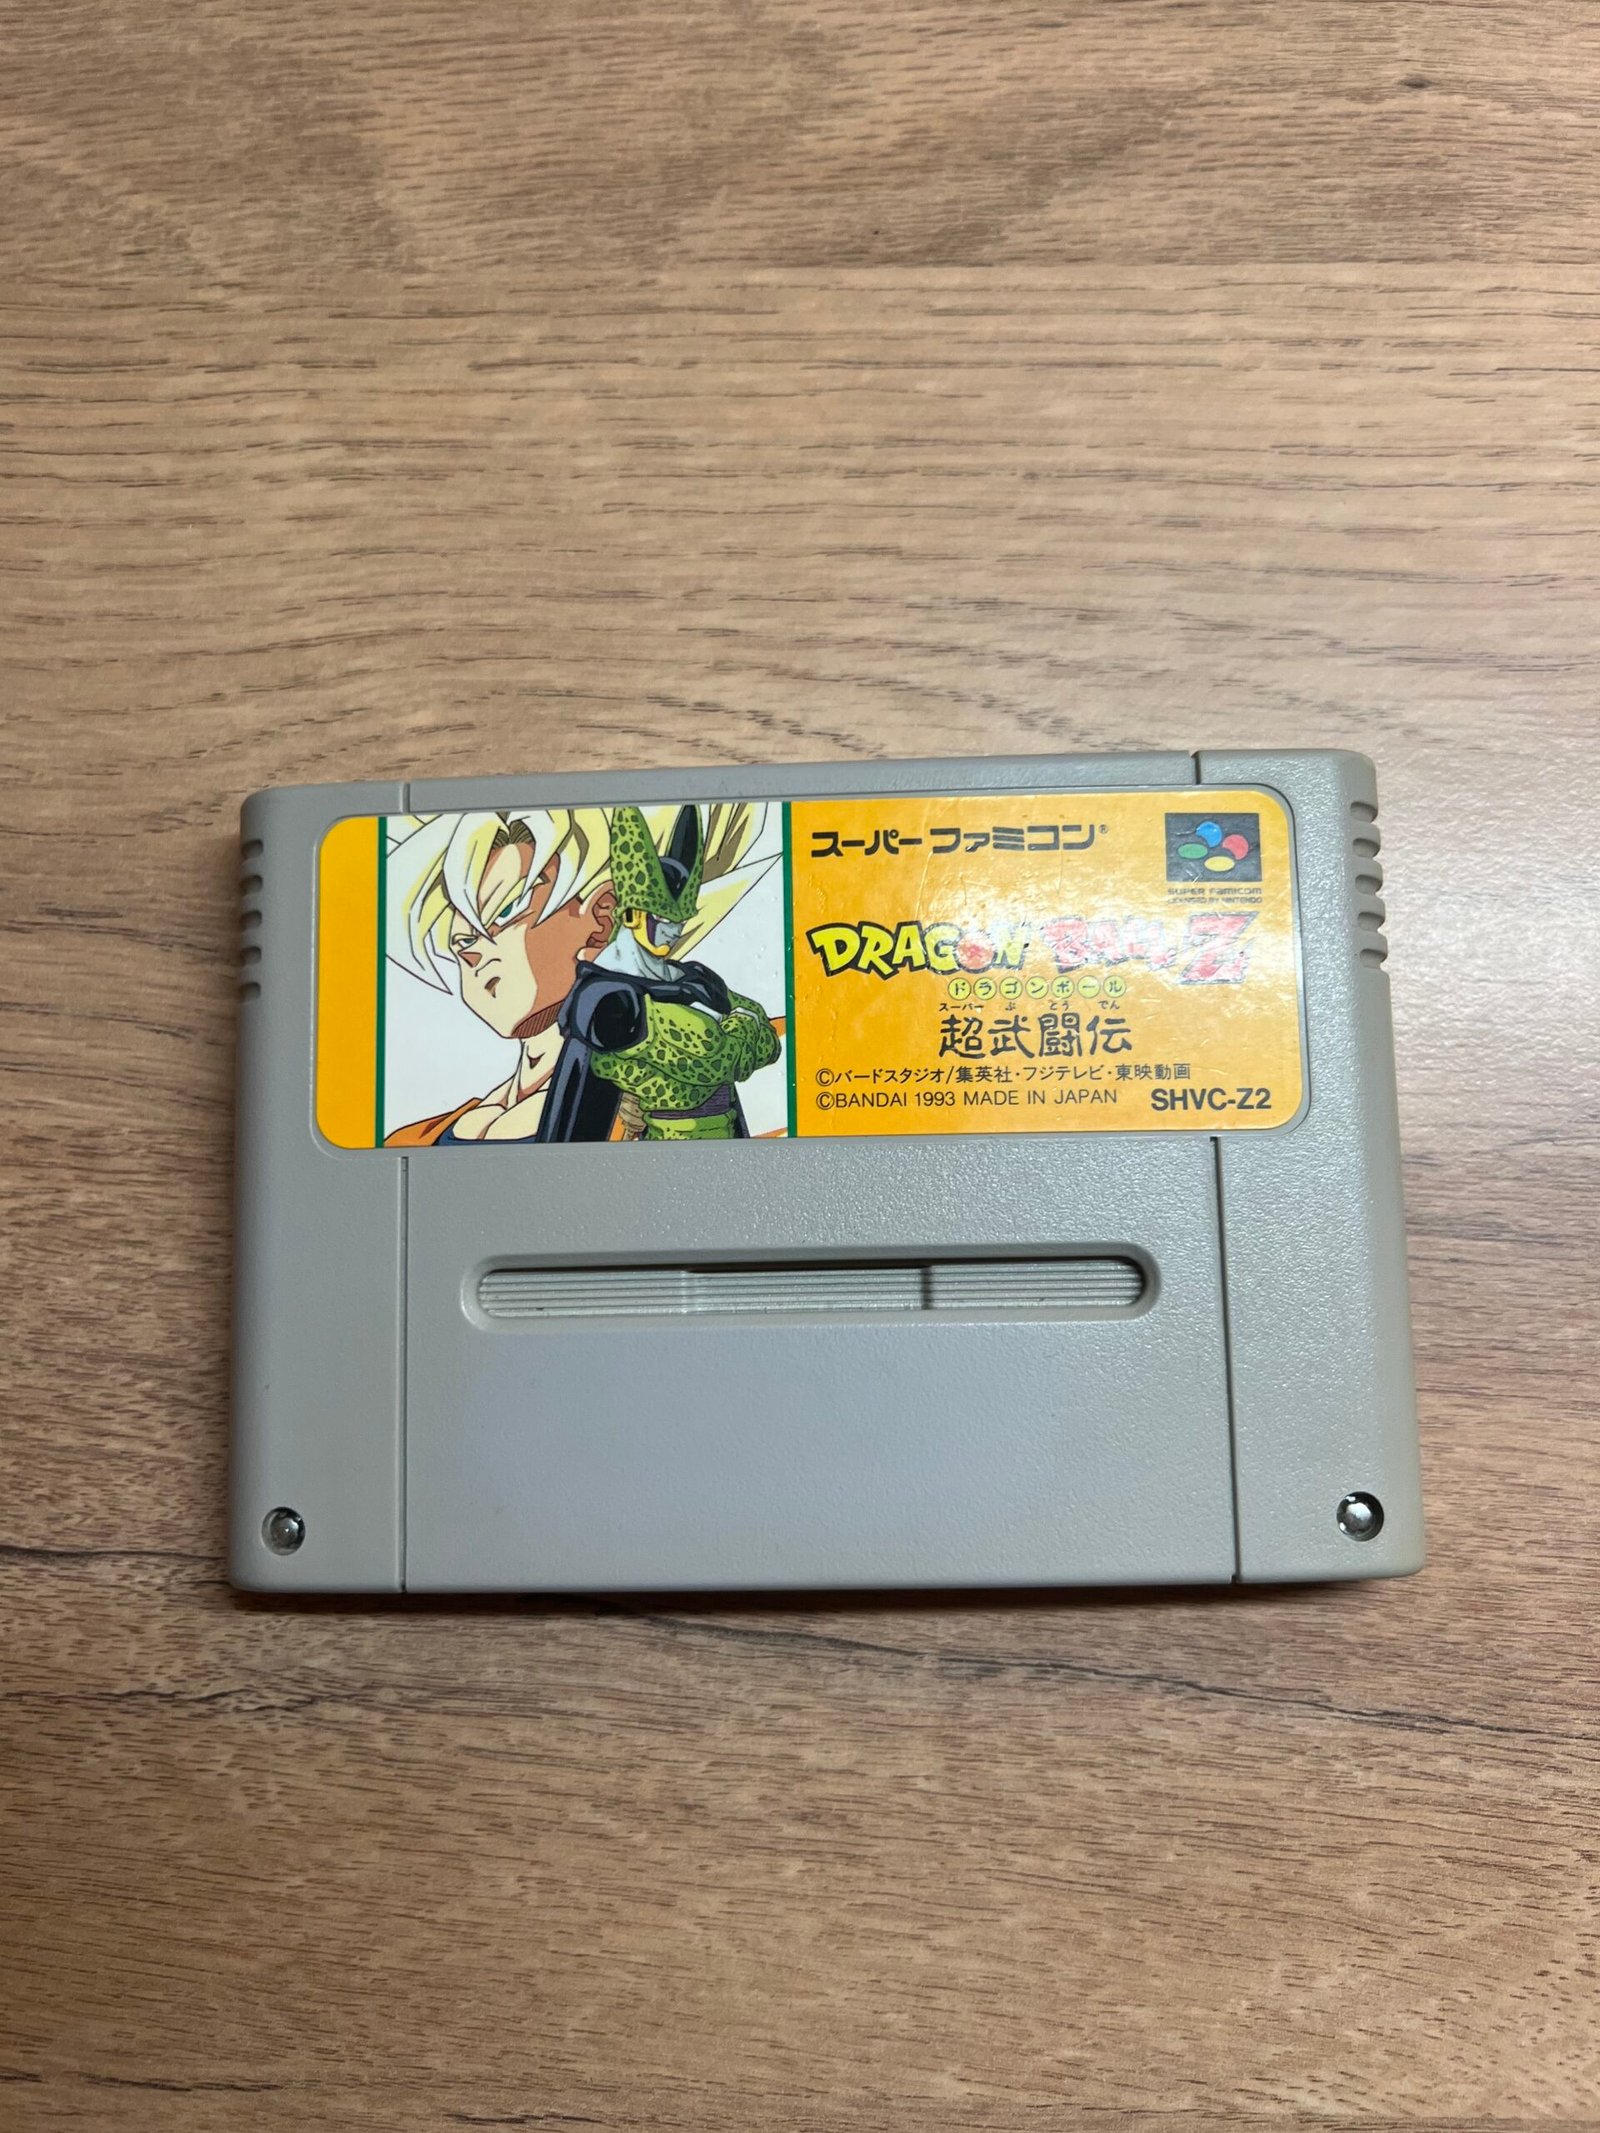 スーパーファミコン®
SUPER FAMICOM
LICENSED BY NINTENDO
DRAGON BALL Z
ドラゴンボール
スーパー ぶ とう でん
超武闘伝
©バードスタジオ/集英社・フジテレビ・東映動画
©BANDAI 1993 MADE IN JAPAN SHVC-Z2